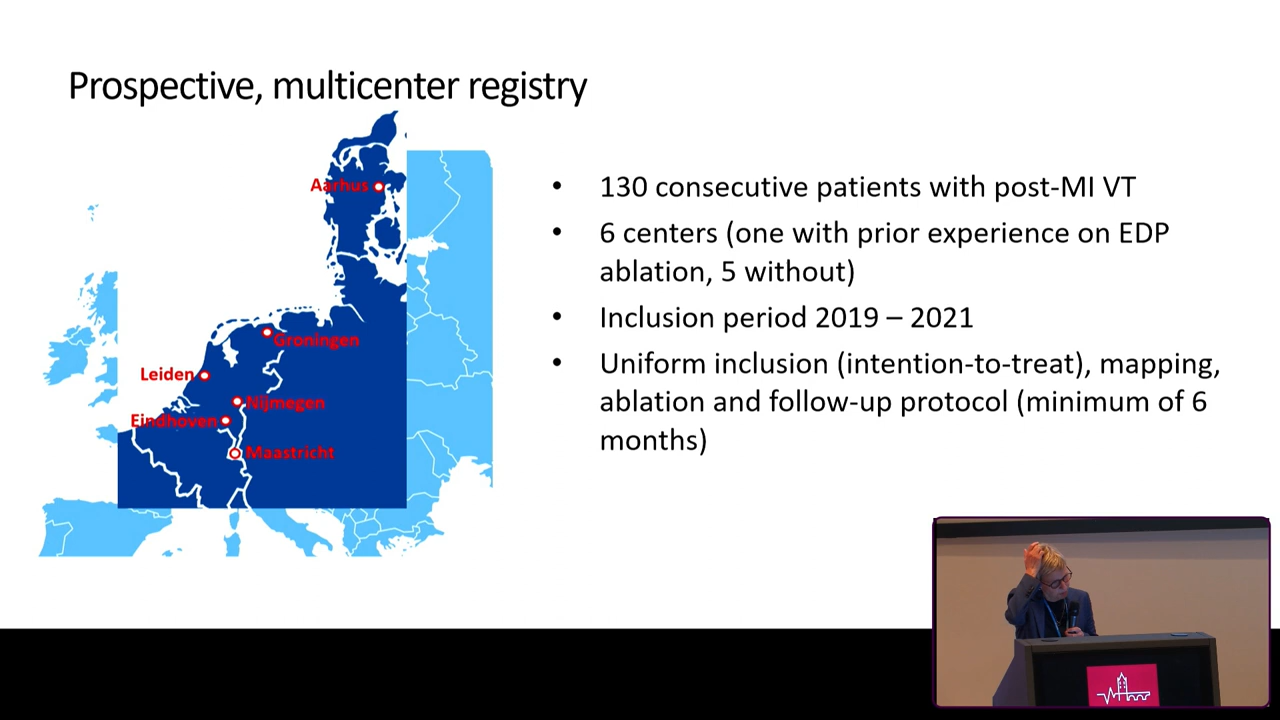 Prospective, multicenter registry
Aarhus
Groningen
Leiden
Nijmegen
Eindhoven
Maastricht
• 130 consecutive patients with post-MI VT
• 6 centers (one with prior experience on EDP
ablation, 5 without)
• Inclusion period 2019 – 2021
• Uniform inclusion (intention-to-treat), mapping,
ablation and follow-up protocol (minimum of 6
months)